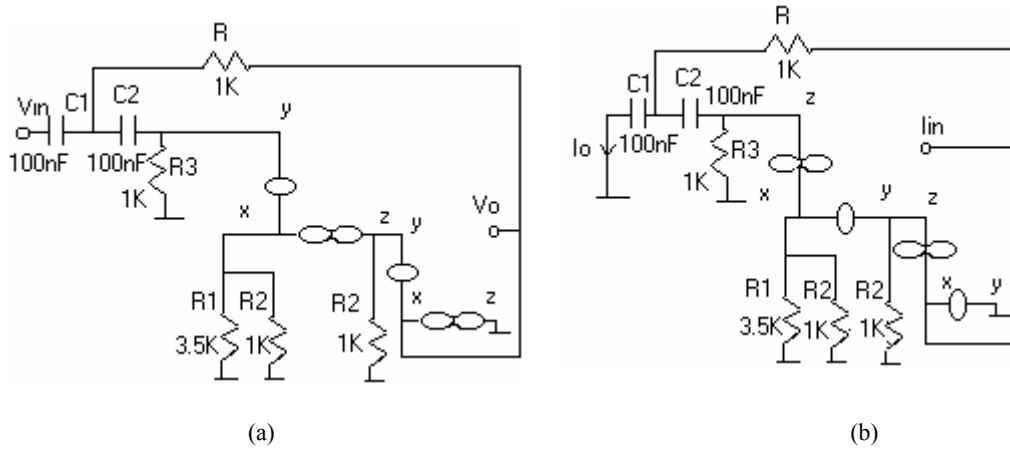 R
1K
y
C2
C1
Vin
100nF
100nF
R3
1K
x
z
y
Vo
x
z
R1
R2
R2
3.5K
1K
1K
(a)
R
1K
C1
C2
100nF
z
Io
100nF
R3
1K
Iin
x
y
z
x
y
R1
R2
R2
3.5K
1K
1K
(b)